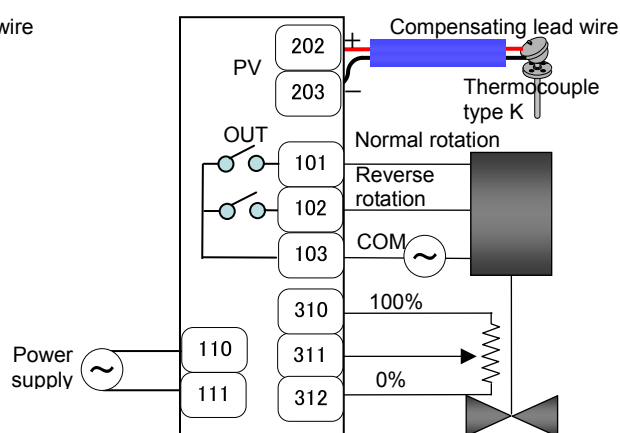 wire
Compensating lead wire
202
+
PV
203
−
Thermocouple
type K
OUT
Normal rotation
101
Reverse
rotation
102
COM
103
~
310
100%
110
311
Power
supply
~
0%
111
312